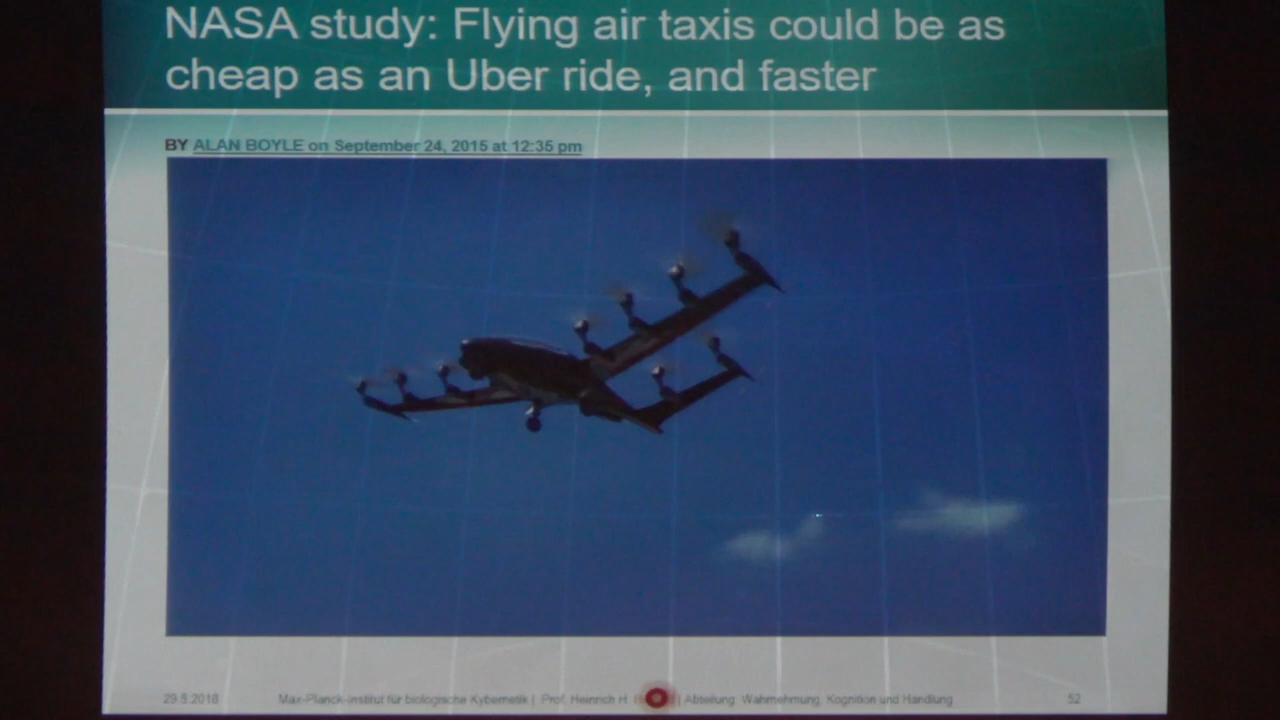 NASA study: Flying air taxis could be as
cheap as an Uber ride, and faster
BY ALAN BOYLE on September 24, 2015 at 12:35 pm
29.5.2018 Max-Planck-Institut für biologische Kybernetik | Prof. Heinrich H. | Abteilung: Wahrnehmung, Kognition und Handlung 52